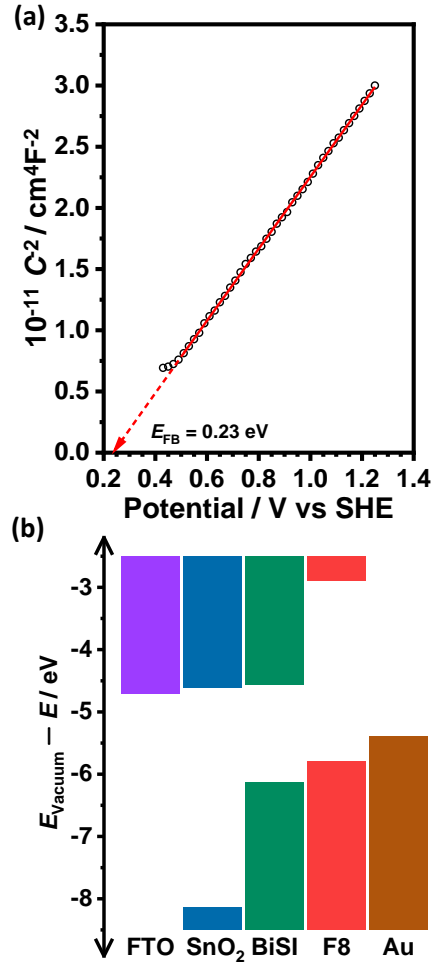 (a)
3.5
3.0
2.5
2.0
1.5
1.0
0.5
0.0
10⁻¹¹ C⁻² / cm⁴F⁻²
E_FB = 0.23 eV
0.2 0.4 0.6 0.8 1.0 1.2 1.4
Potential / V vs SHE
(b)
-3
-4
-5
-6
-7
-8
E_Vacuum — E / eV
FTO SnO₂ BiSI F8 Au